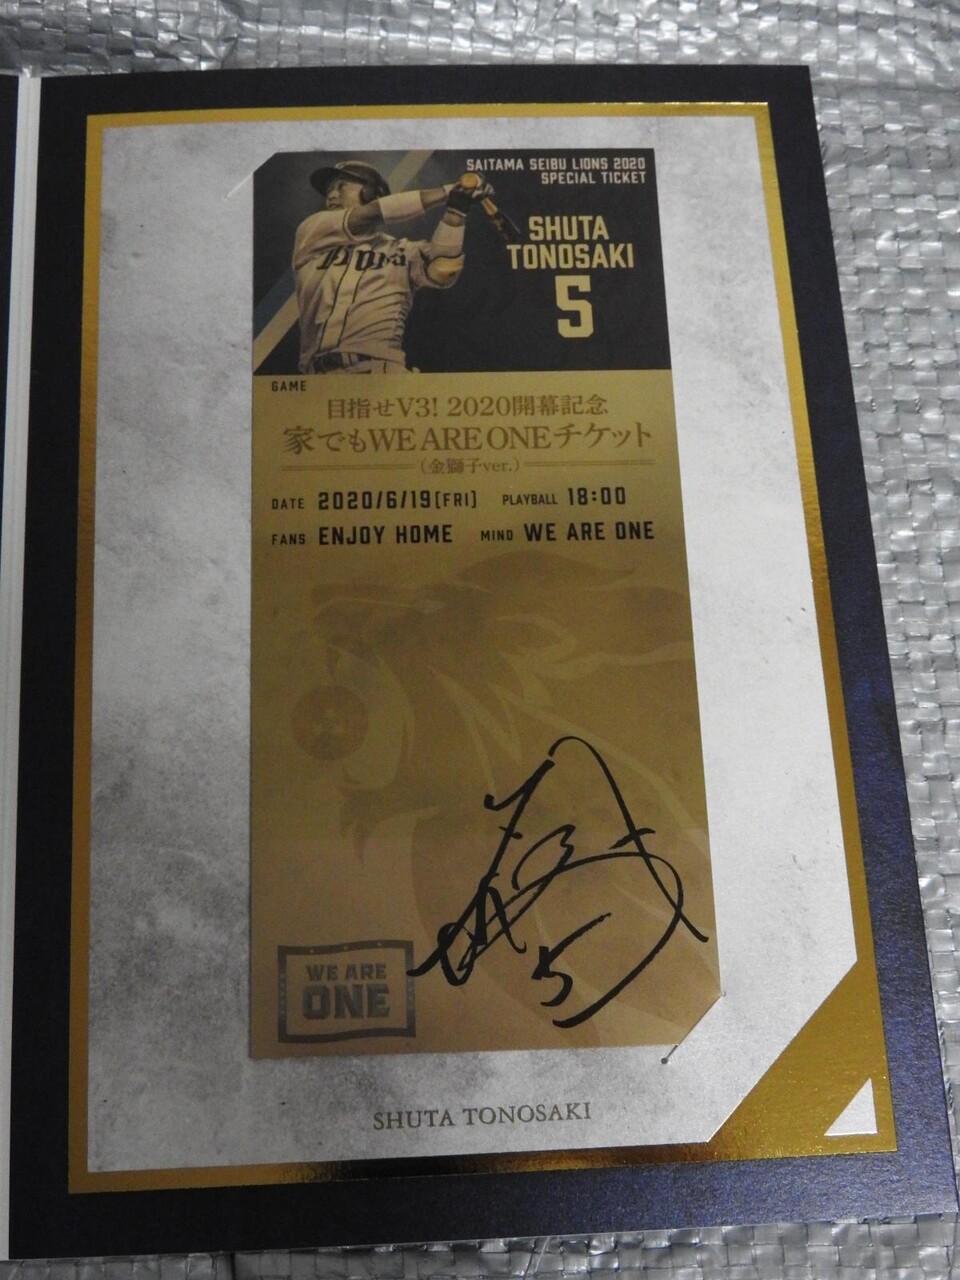 SAITAMA SEIBU LIONS 2020
SPECIAL TICKET
SHUTA
TONOSAKI
5
Lions
GAME
目指せV3! 2020開幕記念
家でもWE ARE ONEチケット
(金獅子ver.)
DATE 2020/6/19(FRI) PLAYBALL 18:00
FANS ENJOY HOME MIND WE ARE ONE
5
WE ARE
ONE
SHUTA TONOSAKI